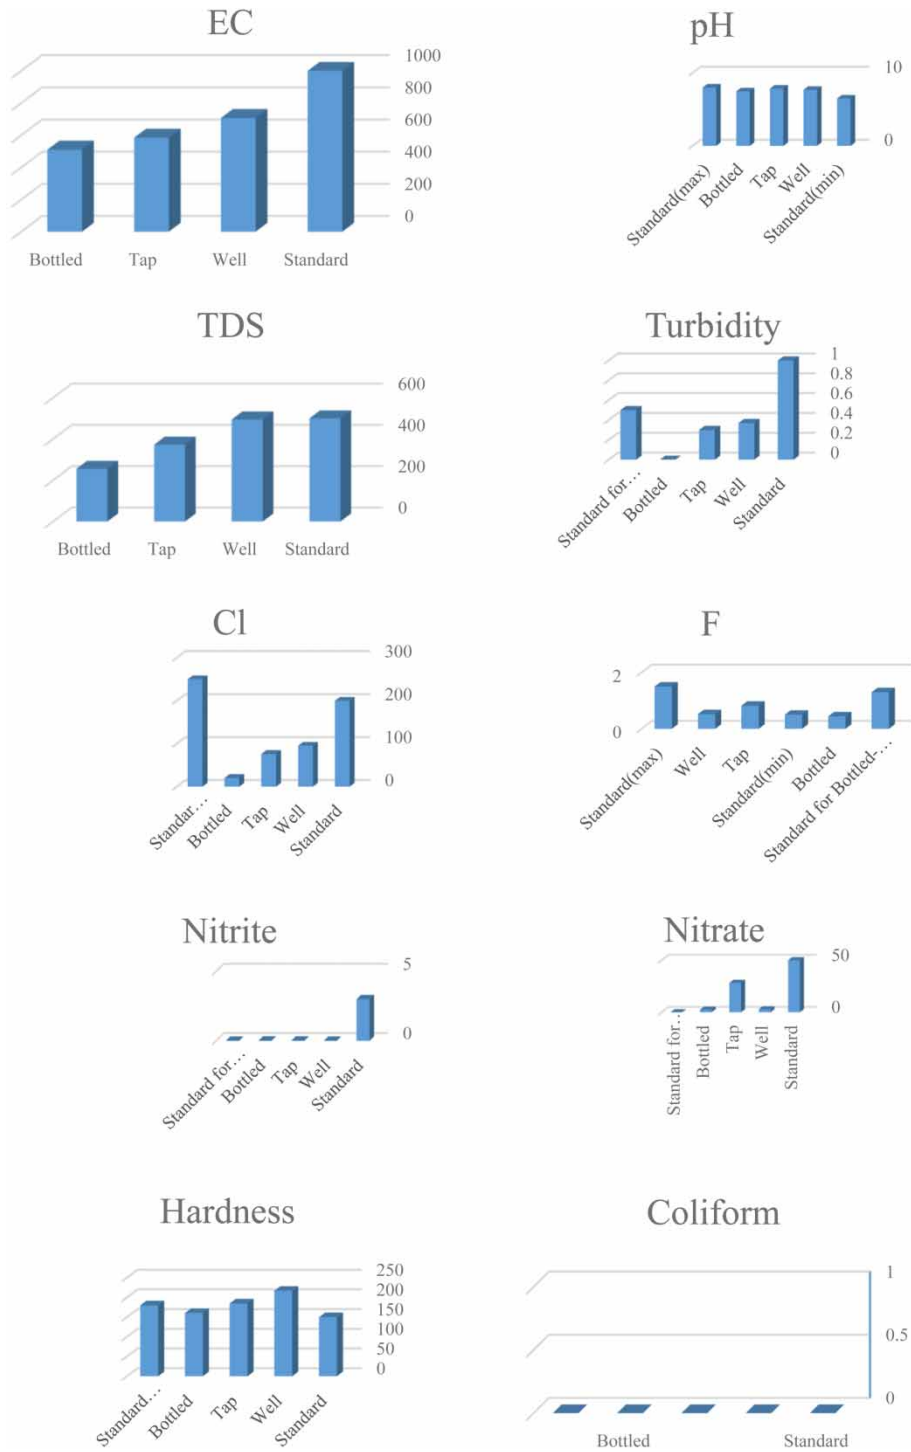 EC
1000
800
600
400
200
0
Bottled Tap Well Standard
pH
10
0
Standard(max) Bottled Tap Well Standard(min)
TDS
600
400
200
0
Bottled Tap Well Standard
Turbidity
1
0.8
0.6
0.4
0.2
0
Standard for… Bottled Tap Well Standard
Cl
300
200
100
0
Standar… Bottled Tap Well Standard
F
2
0
Standard(max) Well Tap Standard(min) Bottled Standard for Bottled-…
Nitrite
5
0
Standard for… Bottled Tap Well Standard
Nitrate
50
0
Standard for… Bottled Tap Well Standard
Hardness
250
200
150
100
50
0
Standard… Bottled Tap Well Standard
Coliform
1
0.5
0
Bottled Standard